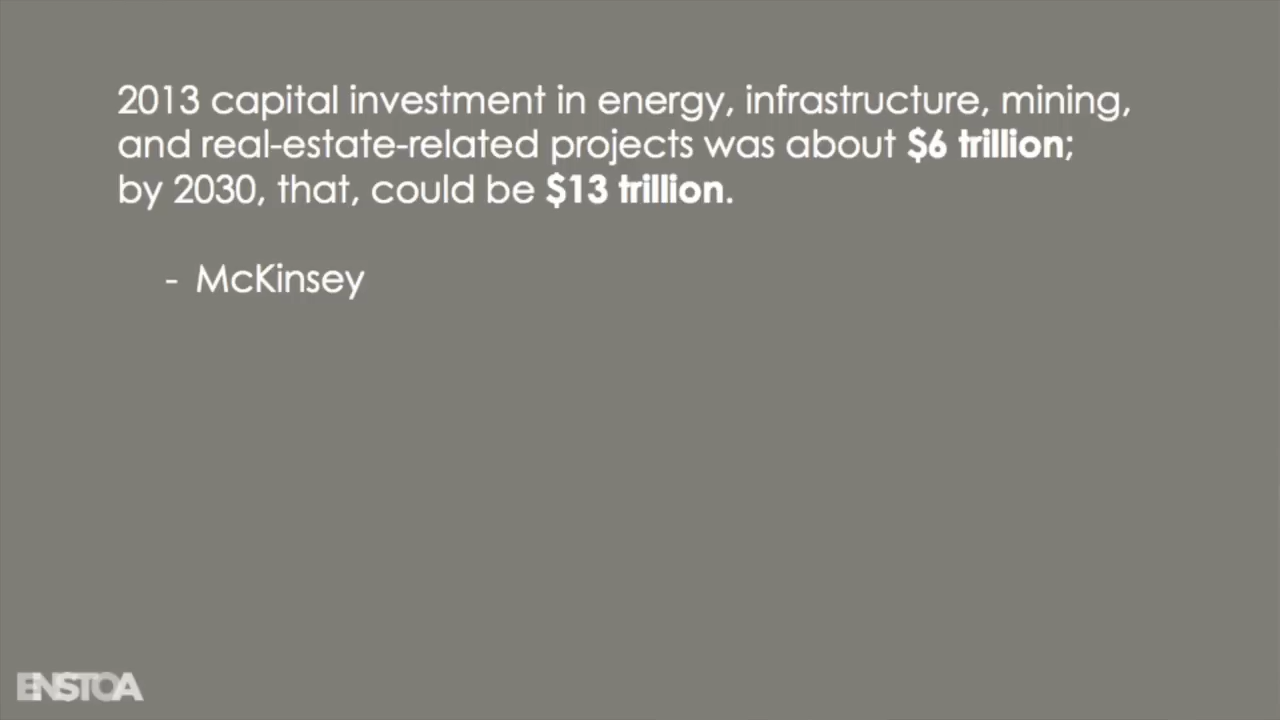 2013 capital investment in energy, infrastructure, mining,
and real-estate-related projects was about $6 trillion;
by 2030, that, could be $13 trillion.
- McKinsey
ENSTOA